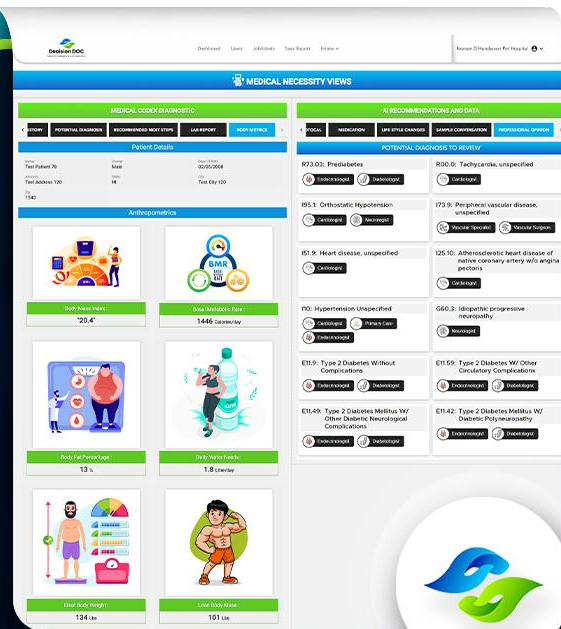 Decision DOC
Dashboard Users Jobsheets Case Report
MEDICAL NECESSITY VIEWS
MEDICAL CODEX DIAGNOSTIC
POTENTIAL DIAGNOSIS RECOMMENDED NEXT STEPS LAB REPORT BODY METRICS
Patient Details
Test Patient 70 Male 02/05/2008
Test Address 120 HI Test City 120
1540
Anthropometrics
BMR
Body Mass Index:
"20.4"
Basal Metabolic Rate:
1446 Calories/day
Body Fat Percentage:
13 %
Daily Water Needs:
1.8 Litre/day
Ideal Body Weight:
134 Lbs
Lean Body Mass:
101 Lbs
AI RECOMMENDATIONS AND DATA
MEDICATION LIFE STYLE CHANGES SAMPLE CONVERSATION PROFESSIONAL OPINION
POTENTIAL DIAGNOSIS TO REVIEW
R73.03: Prediabetes
Endocrinologist Diabetologist
R00.0: Tachycardia, unspecified
Cardiologist
I95.1: Orthostatic Hypotension
Cardiologist Neurologist
I73.9: Peripheral vascular disease,
unspecified
Vascular Specialist Vascular Surgeon
I51.9: Heart disease, unspecified
Cardiologist
I25.10: Atherosclerotic heart disease of
native coronary artery w/o angina
pectoris
Cardiologist
I10: Hypertension Unspecified
Cardiologist Primary Care
Endocrinologist
G60.3: Idiopathic progressive
neuropathy
Neurologist
E11.9: Type 2 Diabetes Without
Complications
Endocrinologist Diabetologist
E11.59: Type 2 Diabetes W/ Other
Circulatory Complications
Endocrinologist Diabetologist
E11.49: Type 2 Diabetes Mellitus W/
Other Diabetic Neurological
Complications
Endocrinologist Diabetologist
E11.42: Type 2 Diabetes Mellitus W/
Diabetic Polyneuropathy
Endocrinologist Diabetologist